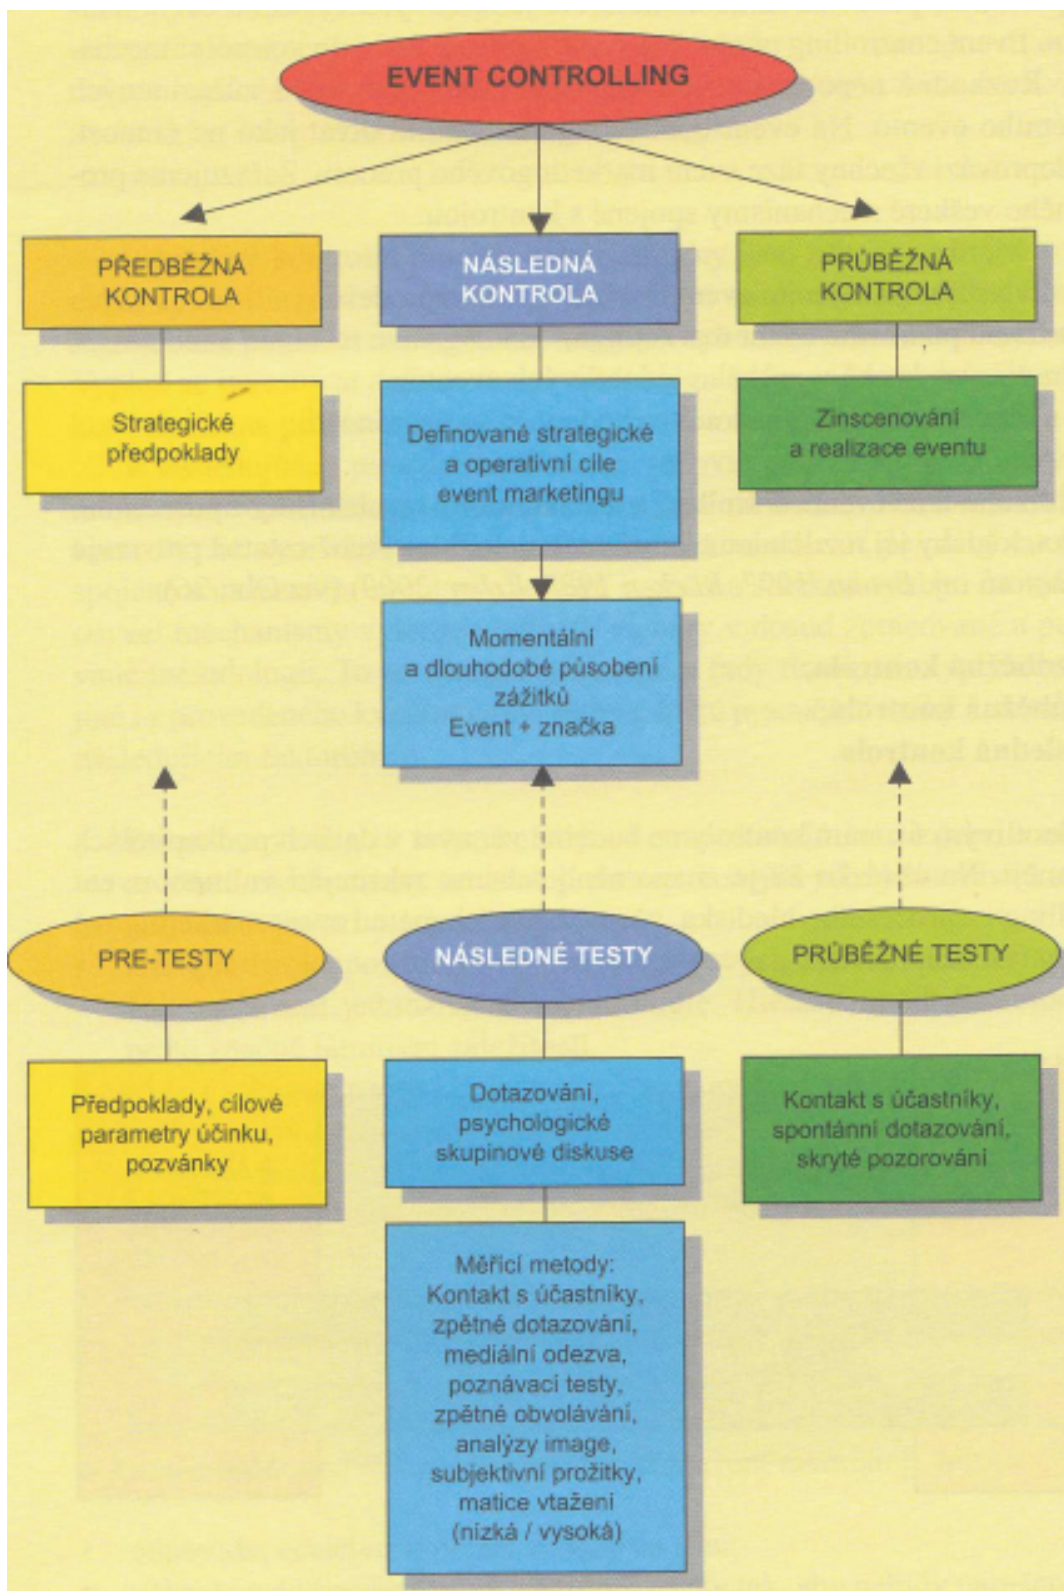 EVENT CONTROLLING
PŘEDBĚŽNÁ
KONTROLA
NÁSLEDNÁ
KONTROLA
PRŮBĚŽNÁ
KONTROLA
Strategické
předpoklady
Definované strategické
a operativní cíle
event marketingu
Zinscenování
a realizace eventu
Momentální
a dlouhodobé působení
zážitků
Event + značka
PRE-TESTY
NÁSLEDNÉ TESTY
PRŮBĚŽNÉ TESTY
Předpoklady, cílové
parametry účinku,
pozvánky
Dotazování,
psychologické
skupinové diskuse
Kontakt s účastníky,
spontánní dotazování,
skryté pozorování
Měřící metody:
Kontakt s účastníky,
zpětné dotazování,
mediální odezva,
poznávací testy,
zpětné obvolávání,
analýzy image,
subjektivní prožitky,
matice vtažení
(nízká / vysoká)